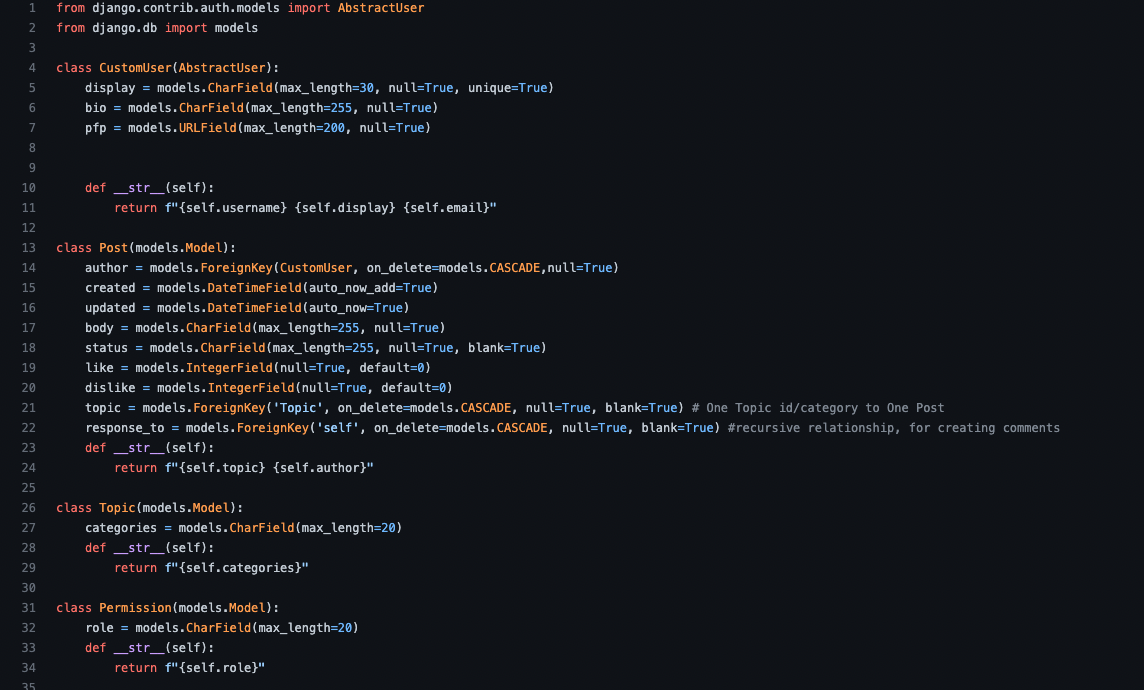 1 from django.contrib.auth.models import AbstractUser
2 from django.db import models
3
4 class CustomUser(AbstractUser):
5     display = models.CharField(max_length=30, null=True, unique=True)
6     bio = models.CharField(max_length=255, null=True)
7     pfp = models.URLField(max_length=200, null=True)
8
9
10     def __str__(self):
11         return f"{self.username} {self.display} {self.email}"
12
13 class Post(models.Model):
14     author = models.ForeignKey(CustomUser, on_delete=models.CASCADE,null=True)
15     created = models.DateTimeField(auto_now_add=True)
16     updated = models.DateTimeField(auto_now=True)
17     body = models.CharField(max_length=255, null=True)
18     status = models.CharField(max_length=255, null=True, blank=True)
19     like = models.IntegerField(null=True, default=0)
20     dislike = models.IntegerField(null=True, default=0)
21     topic = models.ForeignKey('Topic', on_delete=models.CASCADE, null=True, blank=True) # One Topic id/category to One Post
22     response_to = models.ForeignKey('self', on_delete=models.CASCADE, null=True, blank=True) #recursive relationship, for creating comments
23     def __str__(self):
24         return f"{self.topic} {self.author}"
25
26 class Topic(models.Model):
27     categories = models.CharField(max_length=20)
28     def __str__(self):
29         return f"{self.categories}"
30
31 class Permission(models.Model):
32     role = models.CharField(max_length=20)
33     def __str__(self):
34         return f"{self.role}"
35